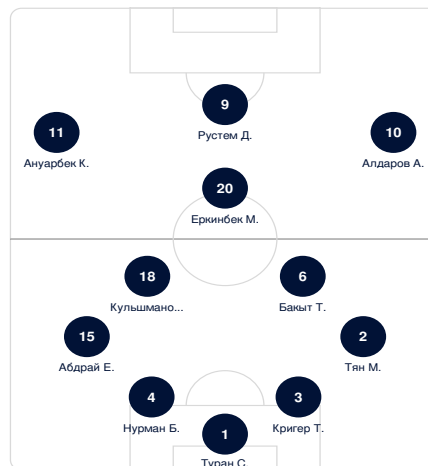 9
Рустем Д.
11
Ануарбек К.
10
Алдаров А.
20
Еркинбек М.
18
Кульшмано...
6
Бакыт Т.
15
Абдрай Е.
2
Тян М.
4
Нурман Б.
3
Кригер Т.
1
Туран С